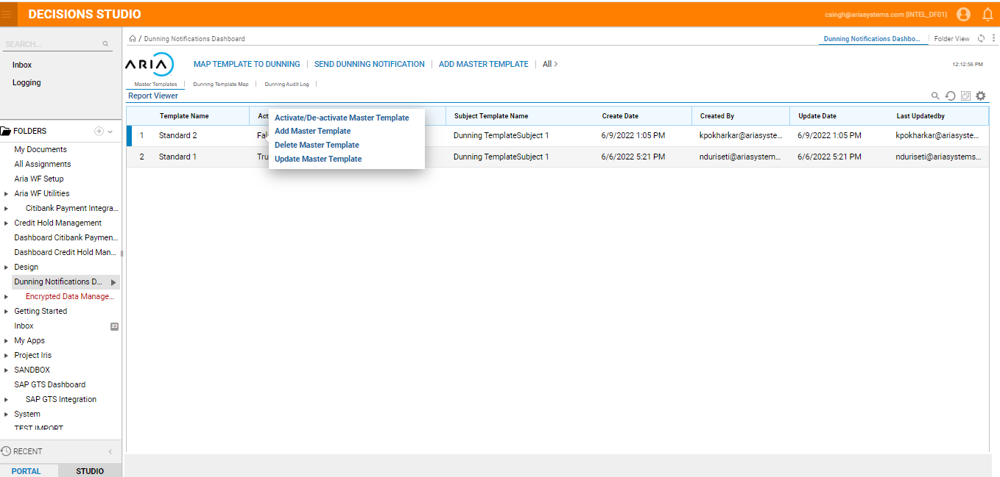 DECISIONS STUDIO
csingh@ariasystems.com [INTEL_DF01]
SEARCH...
Inbox
Logging
FOLDERS
My Documents
All Assignments
Aria WF Setup
Aria WF Utilities
Citibank Payment Integra...
Credit Hold Management
Dashboard Citibank Paymen...
Dashboard Credit Hold Man...
Design
Dunning Notifications D...
Encrypted Data Manage...
Getting Started
Inbox 23
My Apps
Project Iris
SANDBOX
SAP GTS Dashboard
SAP GTS Integration
System
TEST IMPORT
RECENT
PORTAL STUDIO
/ Dunning Notifications Dashboard
Dunning Notifications Dashbo... Folder View
ARIA MAP TEMPLATE TO DUNNING SEND DUNNING NOTIFICATION ADD MASTER TEMPLATE All > 12:12:56 PM
Master Templates Dunning Template Map Dunning Audit Log
Report Viewer
Template Name Act Subject Template Name Create Date Created By Update Date Last Updatedby
1 Standard 2 Fal Dunning TemplateSubject 1 6/9/2022 1:05 PM kpokharkar@ariasyste... 6/9/2022 1:05 PM kpokharkar@ariasyste...
2 Standard 1 Tru Dunning TemplateSubject 1 6/6/2022 5:21 PM nduriseti@ariasystem... 6/6/2022 5:21 PM nduriseti@ariasystems...
Activate/De-activate Master Template
Add Master Template
Delete Master Template
Update Master Template